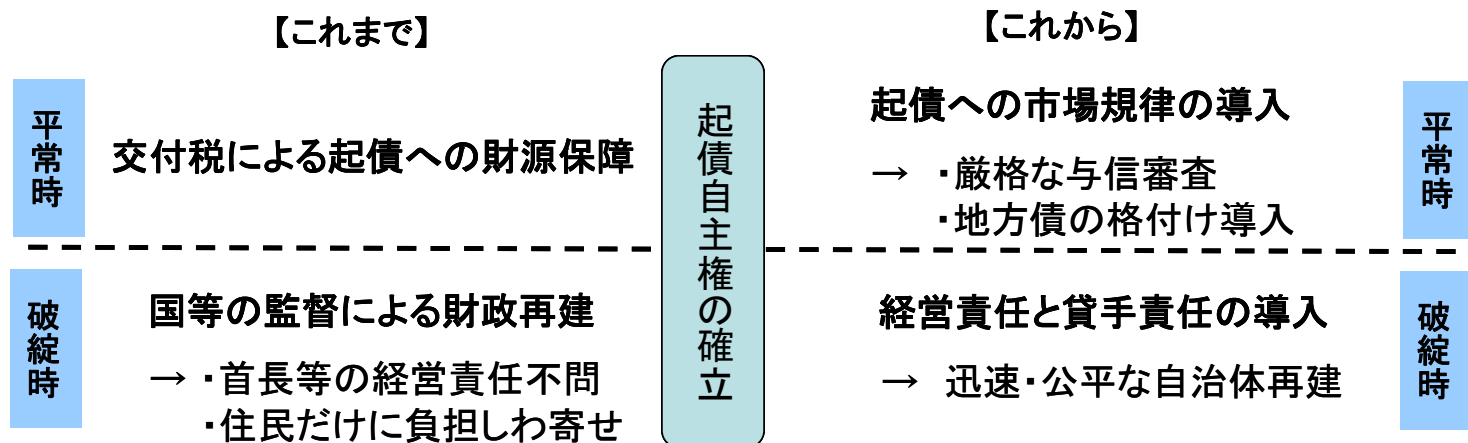 【これまで】
【これから】
平常時
交付税による起債への財源保障
起債自主権の確立
起債への市場規律の導入
→ ・厳格な与信審査
・地方債の格付け導入
平常時
破綻時
国等の監督による財政再建
→ ・首長等の経営責任不問
・住民だけに負担しわ寄せ
経営責任と貸手責任の導入
→ 迅速・公平な自治体再建
破綻時